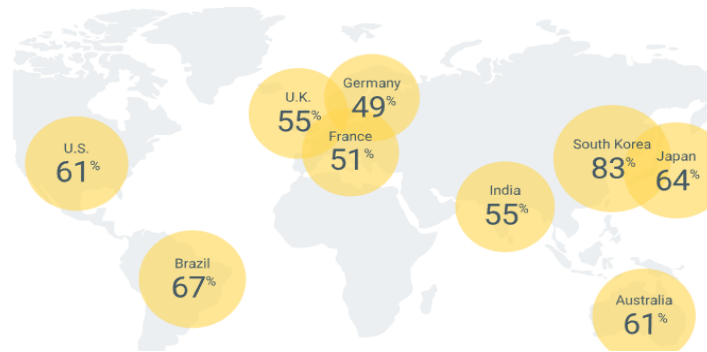 Germany
49%
U.K.
55%
France
51%
U.S.
61%
South Korea
83%
Japan
64%
India
55%
Brazil
67%
Australia
61%